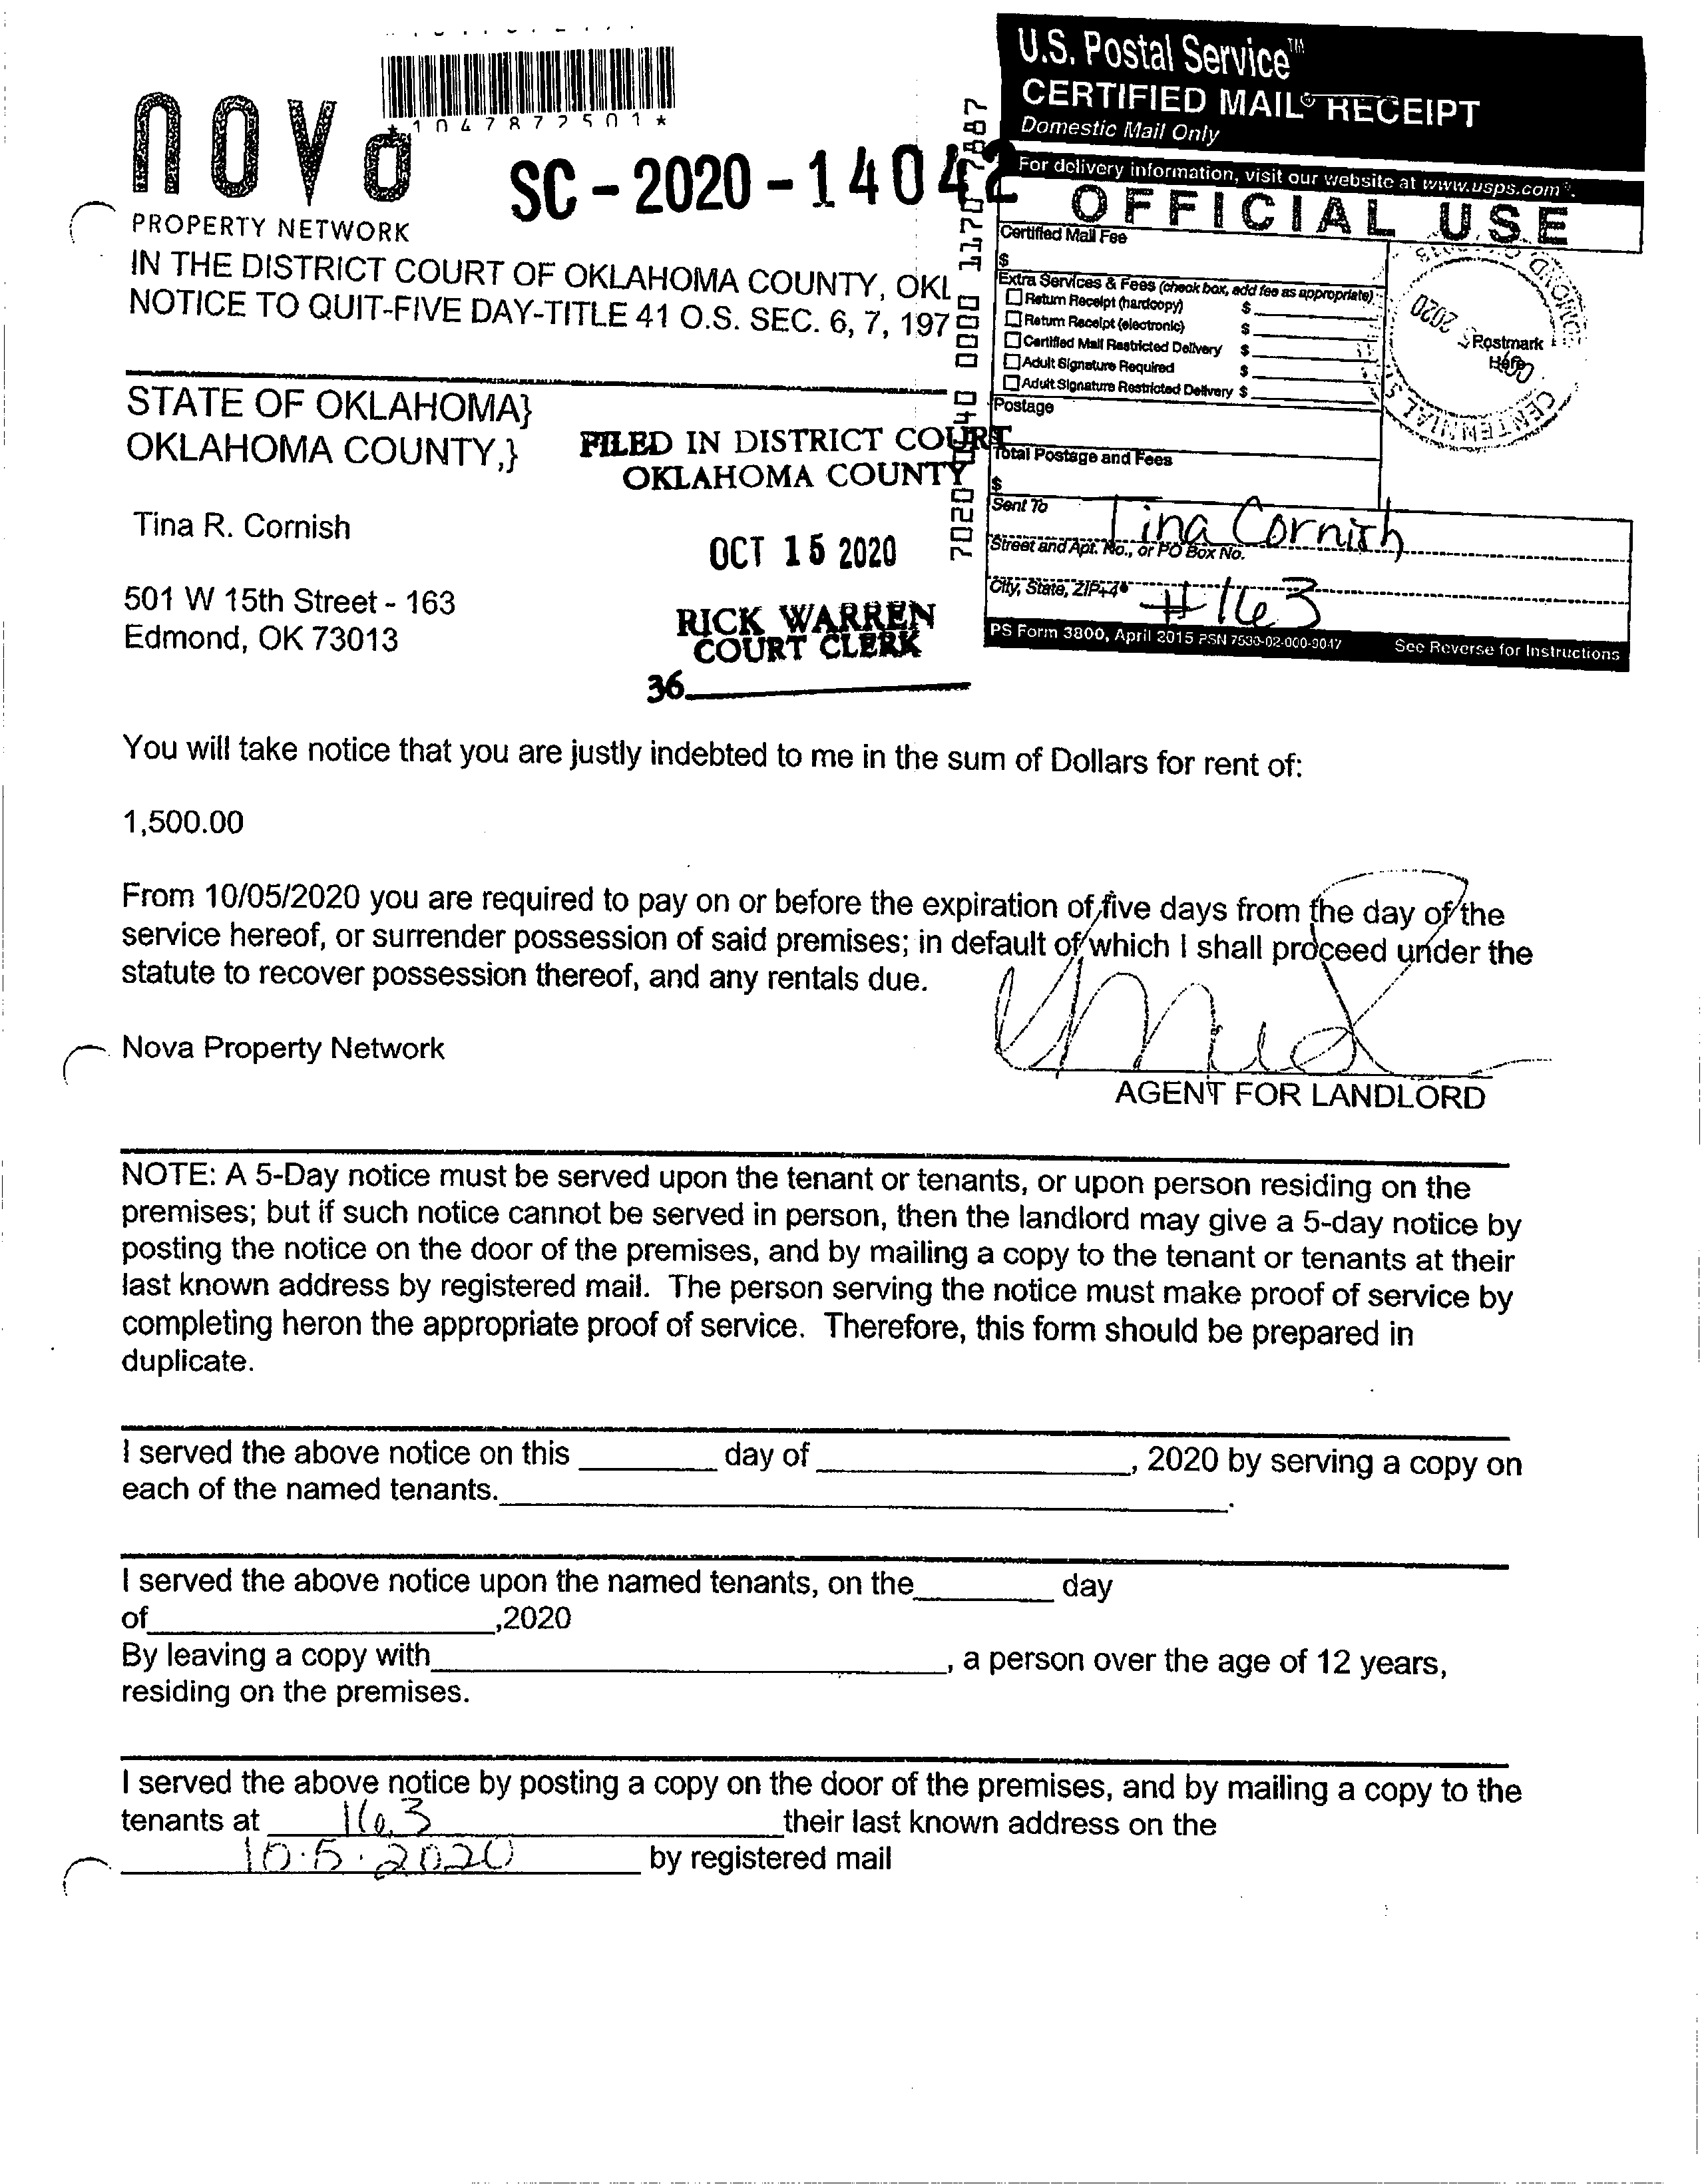 nova
PROPERTY NETWORK
*1047872501*
SC-2020-14042
IN THE DISTRICT COURT OF OKLAHOMA COUNTY, OKL
NOTICE TO QUIT-FIVE DAY-TITLE 41 O.S. SEC. 6, 7, 197
U.S. Postal Service™
CERTIFIED MAIL® RECEIPT
Domestic Mail Only
For delivery information, visit our website at www.usps.com®.
OFFICIAL USE
Certified Mail Fee
$
Extra Services & Fees (check box, add fee as appropriate)
Return Receipt (hardcopy) $
Return Receipt (electronic) $
Certified Mail Restricted Delivery $
Adult Signature Required $
Adult Signature Restricted Delivery $
Postmark
Here
2020
CENTENNIAL
Postage
Total Postage and Fees
$
Sent To
Tina Cornish
Street and Apt. No., or PO Box No.
City, State, ZIP+4®
#163
PS Form 3800, April 2015 PSN 7530-02-000-9047 See Reverse for Instructions
STATE OF OKLAHOMA}
OKLAHOMA COUNTY,}
FILED IN DISTRICT COURT
OKLAHOMA COUNTY
OCT 15 2020
RICK WARREN
COURT CLERK
36
Tina R. Cornish
501 W 15th Street - 163
Edmond, OK 73013
You will take notice that you are justly indebted to me in the sum of Dollars for rent of:
1,500.00
From 10/05/2020 you are required to pay on or before the expiration of five days from the day of the
service hereof, or surrender possession of said premises; in default of which I shall proceed under the
statute to recover possession thereof, and any rentals due.
Nova Property Network
AGENT FOR LANDLORD
NOTE: A 5-Day notice must be served upon the tenant or tenants, or upon person residing on the
premises; but if such notice cannot be served in person, then the landlord may give a 5-day notice by
posting the notice on the door of the premises, and by mailing a copy to the tenant or tenants at their
last known address by registered mail. The person serving the notice must make proof of service by
completing heron the appropriate proof of service. Therefore, this form should be prepared in
duplicate.
I served the above notice on this ________ day of ________, 2020 by serving a copy on
each of the named tenants.________.
I served the above notice upon the named tenants, on the________ day
of________,2020
By leaving a copy with________, a person over the age of 12 years,
residing on the premises.
I served the above notice by posting a copy on the door of the premises, and by mailing a copy to the
tenants at 163 their last known address on the
10.5.2020 by registered mail